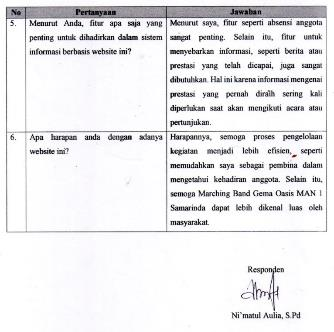 No Pertanyaan Jawaban
5. Menurut Anda, fitur apa saja yang penting untuk dihadirkan dalam sistem informasi berbasis website ini?
Menurut saya, fitur seperti absensi anggota
sangat penting. Selain itu, fitur untuk
menyebarkan informasi, seperti berita atau
prestasi yang telah dicapai, juga sangat
dibutuhkan. Hal ini karena informasi mengenai
prestasi yang pernah diralh sering kali
diperlukan saat akan mengikuti acara atau
pertunjukan.
6. Apa harapan anda dengan adanya website ini?
Harapannya, semoga proses pengelolaan
kegiatan menjadi lebih efisien, seperti
memudahkan saya sebagai pembina dalam
mengetahui kehadiran anggota. Selain itu,
semoga Marching Band Gema Oasis MAN 1
Samarinda dapat lebih dikenal luas oleh
masyarakat.
Responden
Ni'matul Aulia, S.Pd